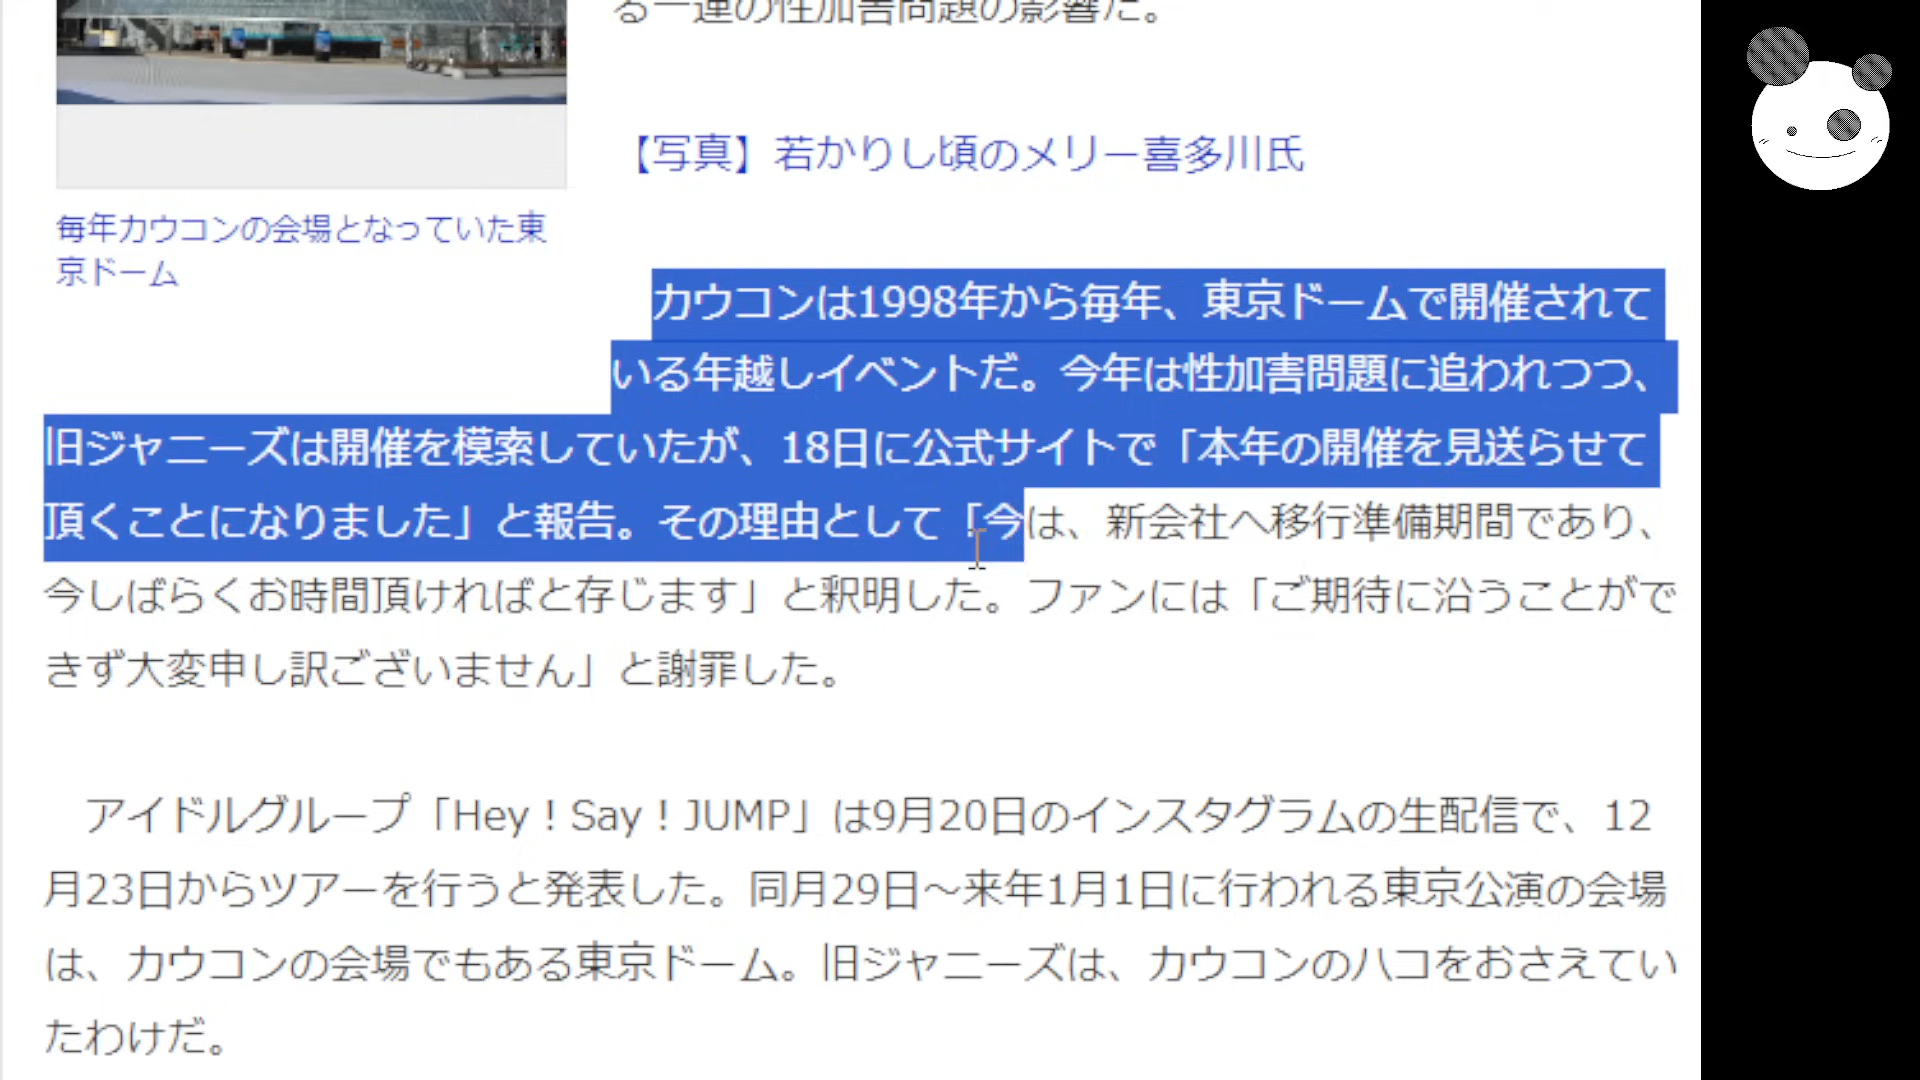 る一連の性加害問題の影響だ。
【写真】若かりし頃のメリー喜多川氏
毎年カウコンの会場となっていた東
京ドーム
カウコンは1998年から毎年、東京ドームで開催されて
いる年越しイベントだ。今年は性加害問題に追われつつ、
旧ジャニーズは開催を模索していたが、18日に公式サイトで「本年の開催を見送らせて
頂くことになりました」と報告。その理由として「今は、新会社へ移行準備期間であり、
今しばらくお時間頂ければと存じます」と釈明した。ファンには「ご期待に沿うことがで
きず大変申し訳ございません」と謝罪した。
アイドルグループ「Hey！Say！JUMP」は9月20日のインスタグラムの生配信で、12
月23日からツアーを行うと発表した。同月29日～来年1月1日に行われる東京公演の会場
は、カウコンの会場でもある東京ドーム。旧ジャニーズは、カウコンのハコをおさえてい
たわけだ。